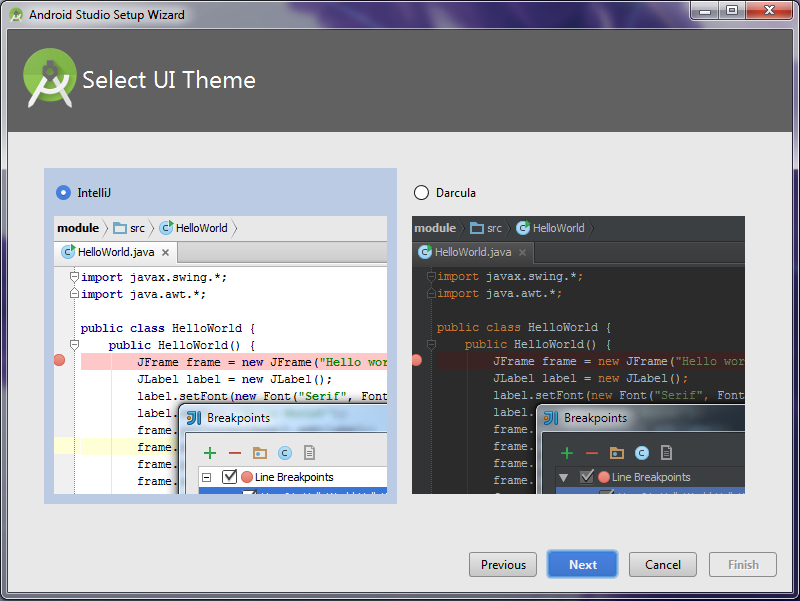 Android Studio Setup Wizard
Select UI Theme
IntelliJ
module src HelloWorld
HelloWorld.java
import javax.swing.*;
import java.awt.*;
public class HelloWorld {
public HelloWorld() {
JFrame frame = new JFrame("Hello wor
JLabel label = new JLabel();
label.setFont(new Font("Serif", Font
label.
frame.
frame.
frame.
frame.
Breakpoints
Line Breakpoints
Darcula
module src HelloWorld
HelloWorld.java
import javax.swing.*;
import java.awt.*;
public class HelloWorld {
public HelloWorld() {
JFrame frame = new JFrame("Hello wor
JLabel label = new JLabel();
label.setFont(new Font("Serif", Font
label.
frame.
frame.
frame.
frame.
Breakpoints
Line Breakpoints
Previous Next Cancel Finish